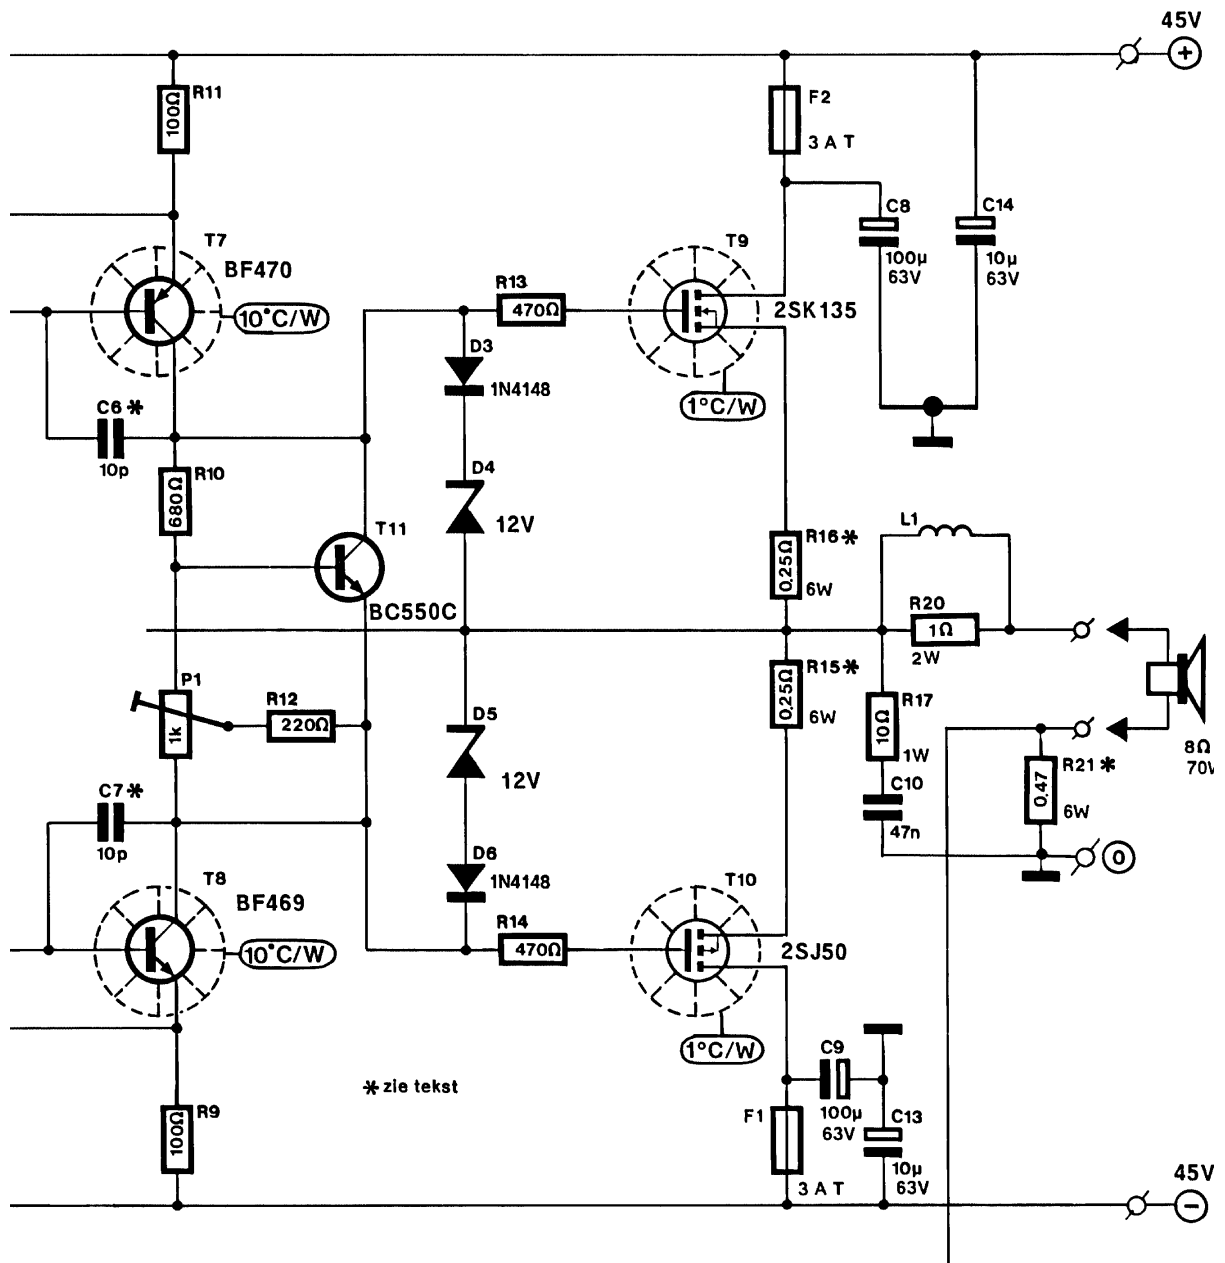 45V
+
R11
100Ω
F2
3 A T
C8
100µ
63V
C14
10µ
63V
T7
BF470
10°C/W
R13
470Ω
T9
2SK135
1°C/W
D3
1N4148
C6*
10p
R10
680Ω
D4
12V
T11
BC550C
R16*
0,25Ω
6W
L1
R20
1Ω
2W
R15*
0,25Ω
6W
P1
1k
R12
220Ω
D5
12V
R17
10Ω
1W
C10
47n
8Ω
R21*
0,47
6W
0
C7*
10p
T8
BF469
10°C/W
D6
1N4148
R14
470Ω
T10
2SJ50
1°C/W
* zie tekst
R9
100Ω
C9
100µ
63V
F1
3 A T
C13
10µ
63V
45V
−